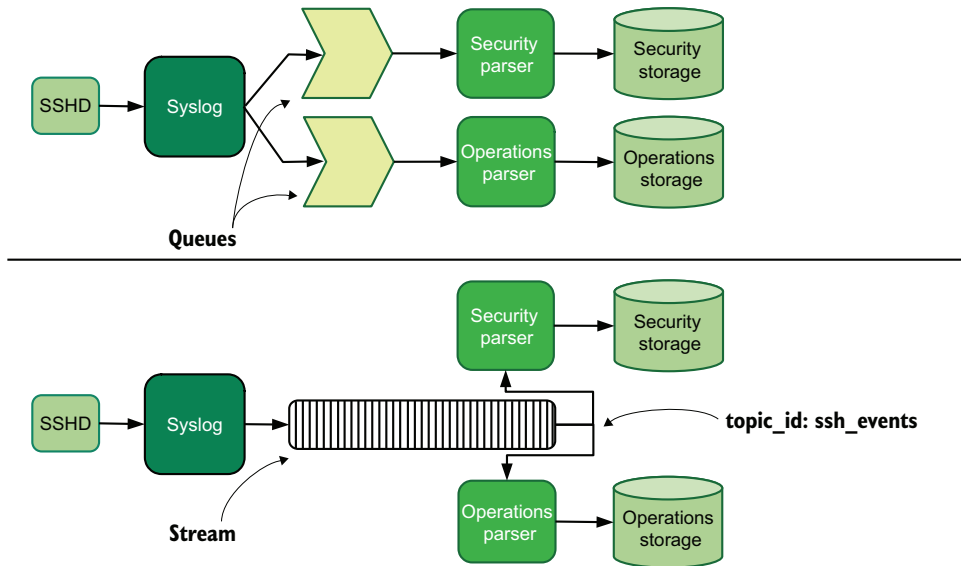 Security
parser
Security
storage
SSHD
Syslog
Operations
parser
Operations
storage
Queues
Security
parser
Security
storage
SSHD
Syslog
topic_id: ssh_events
Operations
parser
Operations
storage
Stream